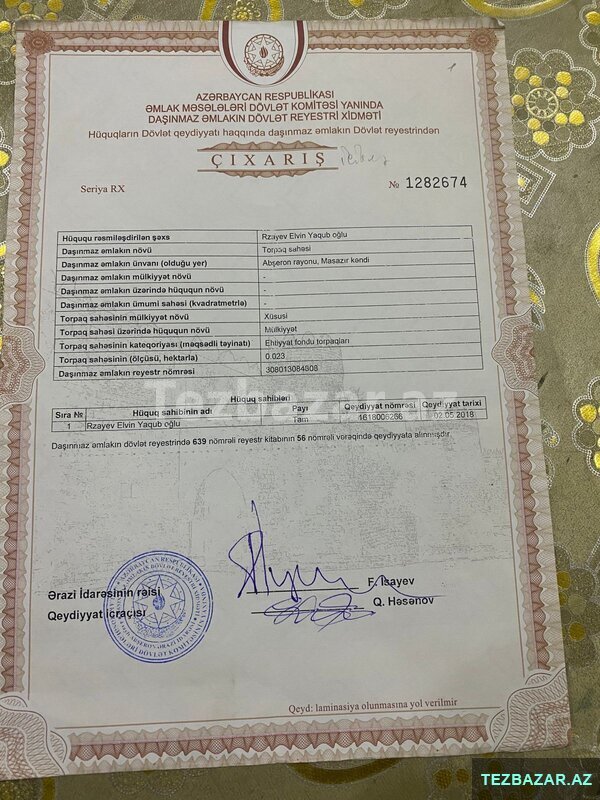 AZƏRBAYCAN RESPUBLİKASI
ƏMLAK MƏSƏLƏLƏRİ DÖVLƏT KOMİTƏSİ YANINDA
DAŞINMAZ ƏMLAKIN DÖVLƏT REYESTRİ XİDMƏTİ
Hüquqların Dövlət qeydiyyatı haqqında daşınmaz əmlakın Dövlət reyestrindən
ÇIXARIŞ
Seriya RX
№ 1282674
Hüququ rəsmiləşdirilən şəxs Rzayev Elvin Yaqub oğlu
Daşınmaz əmlakın növü Torpaq sahəsi
Daşınmaz əmlakın ünvanı (olduğu yer) Abşeron rayonu, Masazır kəndi
Daşınmaz əmlakın mülkiyyət növü -
Daşınmaz əmlakın üzərində hüququn növü -
Daşınmaz əmlakın ümumi sahəsi (kvadratmetrlə) -
Torpaq sahəsinin mülkiyyət növü Xüsusi
Torpaq sahəsi üzərində hüququn növü Mülkiyyət
Torpaq sahəsinin kateqoriyası (məqsədli təyinatı) Ehtiyat fondu torpaqları
Torpaq sahəsinin (ölçüsü, hektarla) 0.023
Daşınmaz əmlakın reyestr nömrəsi 308013084808
Hüquq sahibləri
Sıra № Hüquq sahibinin adı Payı Qeydiyyat nömrəsi Qeydiyyat tarixi
1 Rzayev Elvin Yaqub oğlu Tam 1618006266 02.05.2018
Daşınmaz əmlakın dövlət reyestrində 639 nömrəli reyestr kitabının 56 nömrəli vərəqində qeydiyyata alınmışdır.
Tezbazar.az
Ərazi İdarəsinin rəisi F. İsayev
Qeydiyyat icraçısı Q. Həsənov
Qeyd: laminasiya olunmasına yol verilmir
TEZBAZAR.AZ